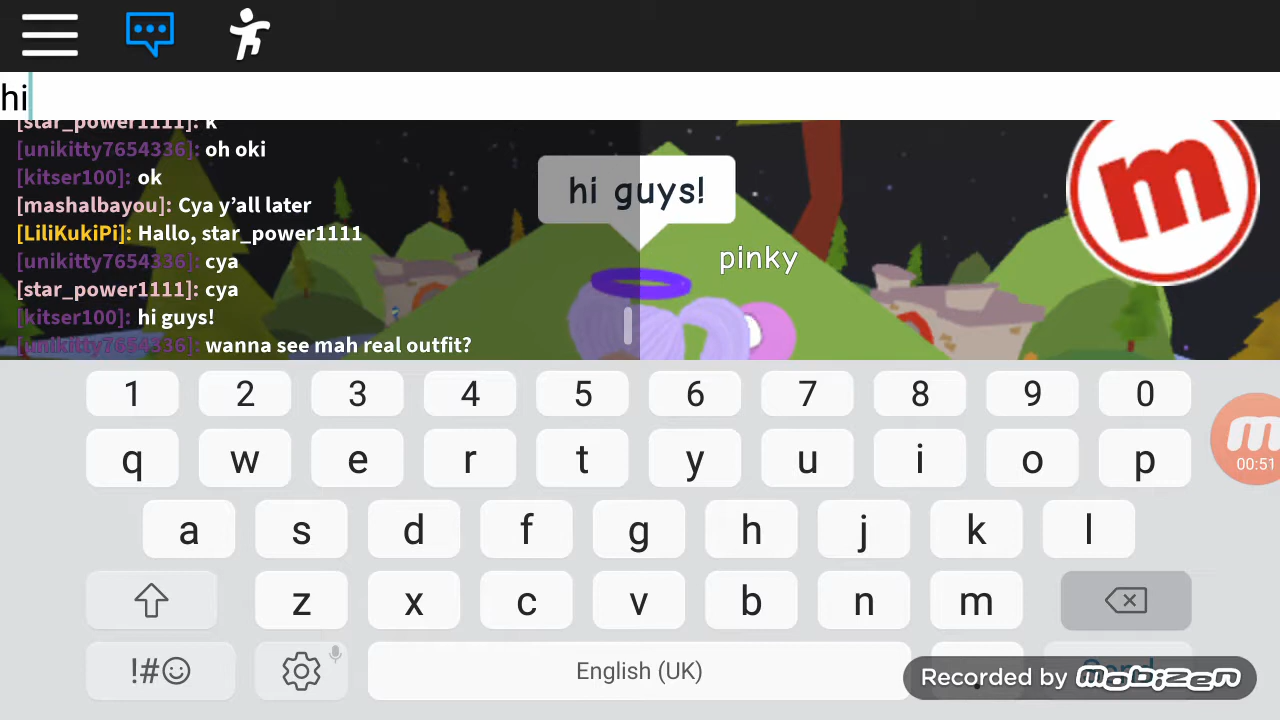 hi
[star_power1111]: k
[unikitty7654336]: oh oki
[kitser100]: ok
[mashalbayou]: Cya y'all later
[LiliKukiPi]: Hallo, star_power1111
[unikitty7654336]: cya
[star_power1111]: cya
[kitser100]: hi guys!
[unikitty7654336]: wanna see mah real outfit?
hi guys!
pinky
m
1 2 3 4 5 6 7 8 9 0
q w e r t y u i o p
00:51
a s d f g h j k l
z x c v b n m
!#☺ English (UK) Send
Recorded by mobizen